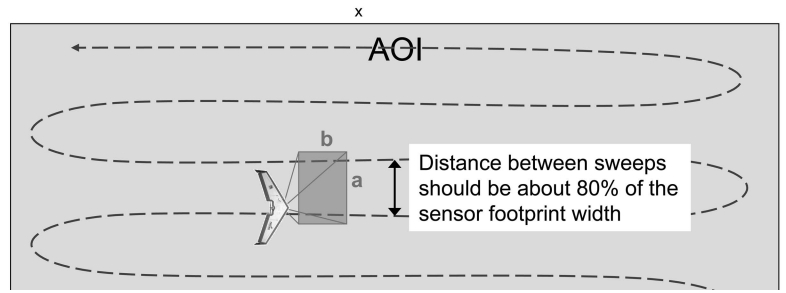 x
AOI
b
a
Distance between sweeps
should be about 80% of the
sensor footprint width